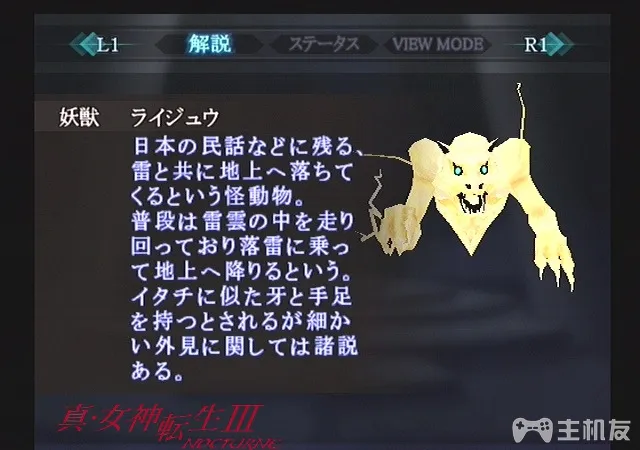 L1 解説 ステータス VIEW MODE R1
妖獣 ライジュウ
日本の民話などに残る、
雷と共に地上へ落ちて
くるという怪動物。
普段は雷雲の中を走り
回っており落雷に乗っ
て地上へ降りるという。
イタチに似た牙と手足
を持つとされるが細か
い外見に関しては諸説
ある。
真・女神転生III
NOCTURNE
主机友